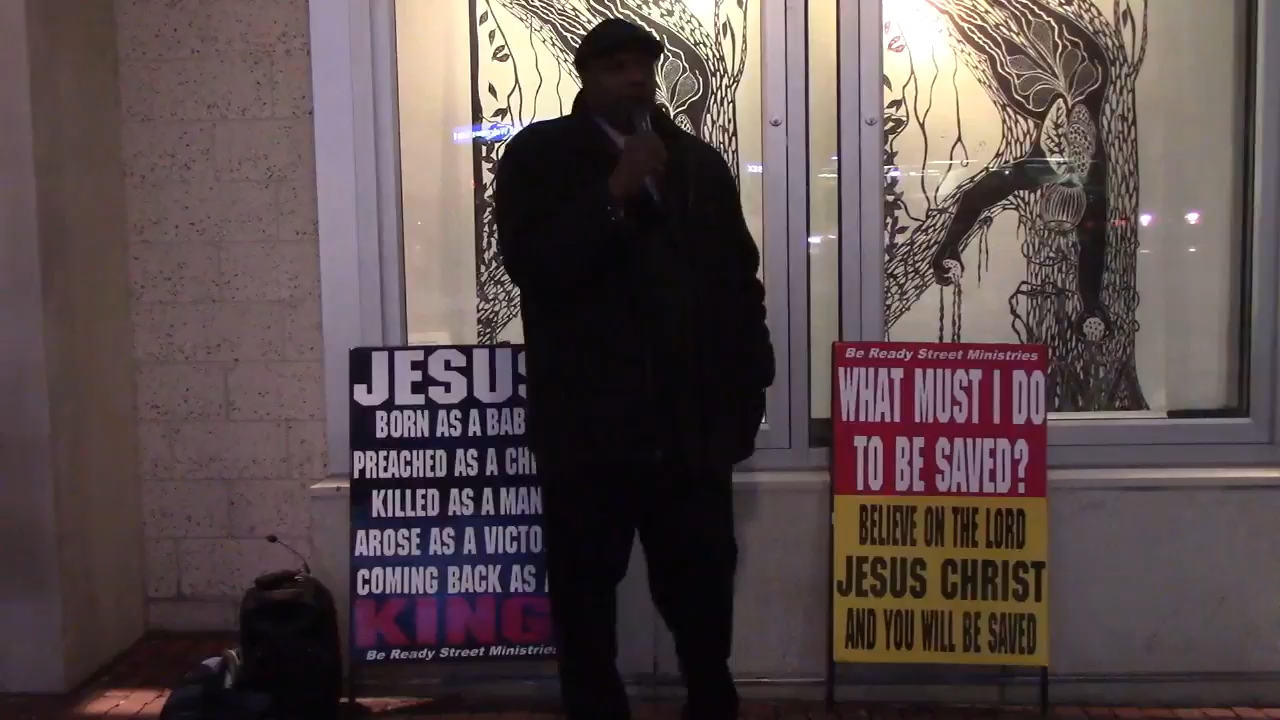 JESUS
BORN AS A BAB
PREACHED AS A CHI
KILLED AS A MAN
AROSE AS A VICTO
COMING BACK AS
KING
Be Ready Street Ministries
Be Ready Street Ministries
WHAT MUST I DO
TO BE SAVED?
BELIEVE ON THE LORD
JESUS CHRIST
AND YOU WILL BE SAVED